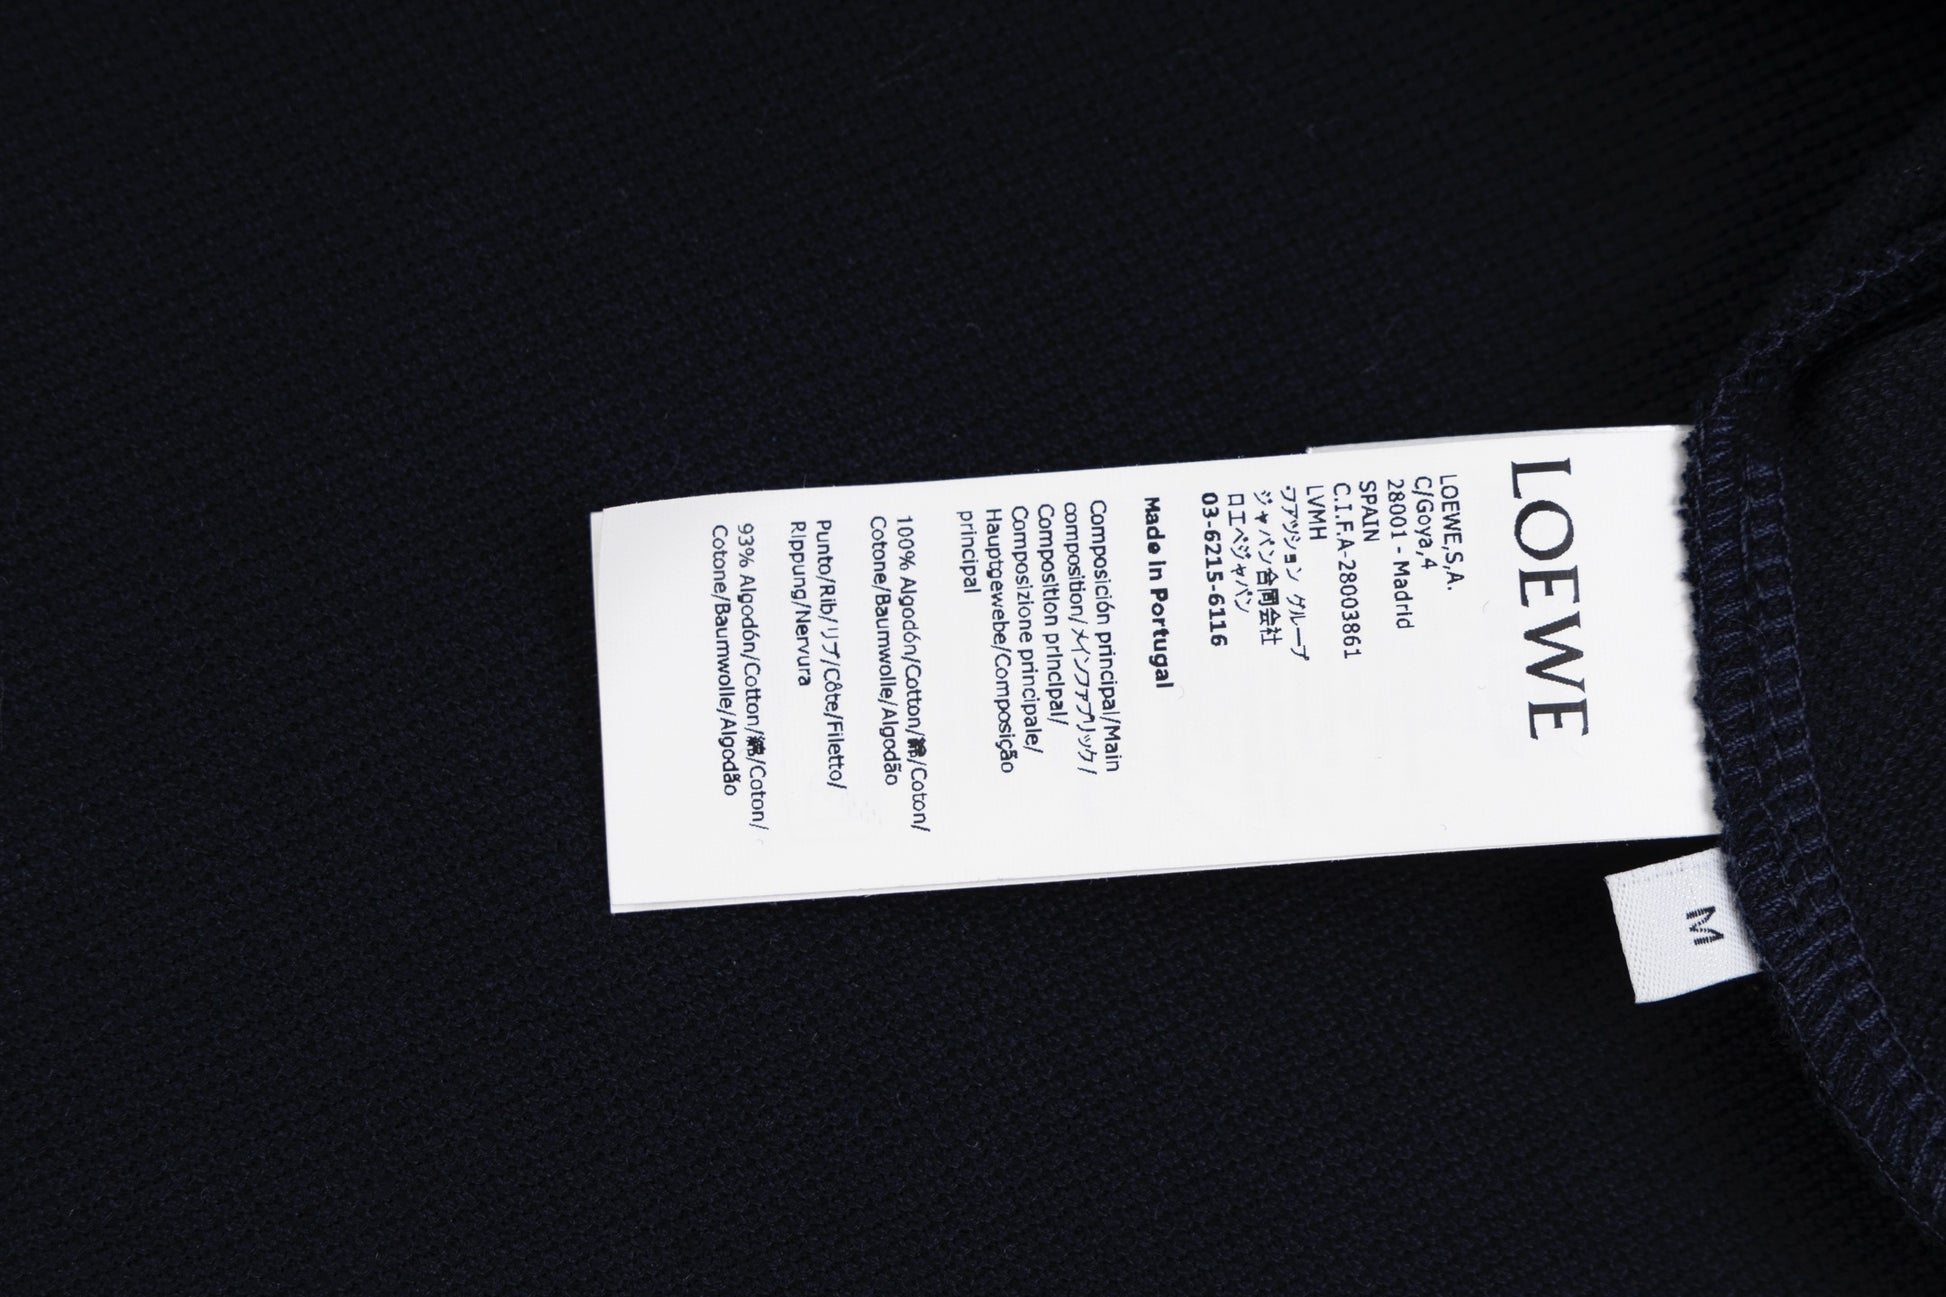 LOEWE
LOEWE,S,A.
C/Goya,4
28001 - Madrid
SPAIN
C.I.F.A-28003861
LVMH
ファッション グループ
ジャパン合同会社
ロエベジャパン
03-6215-6116
Made in Portugal
Composición principal/Main
composition/メインファブリック/
Composition principal/
Composizione principale/
Hauptgewebe/Composição
principal
100% Algodón/Cotton/綿/Coton/
Cotone/Baumwolle/Algodão
Punto/Rib/リブ/Côte/Filetto/
Rippung/Nervura
93% Algodón/Cotton/綿/Coton/
Cotone/Baumwolle/Algodão
M